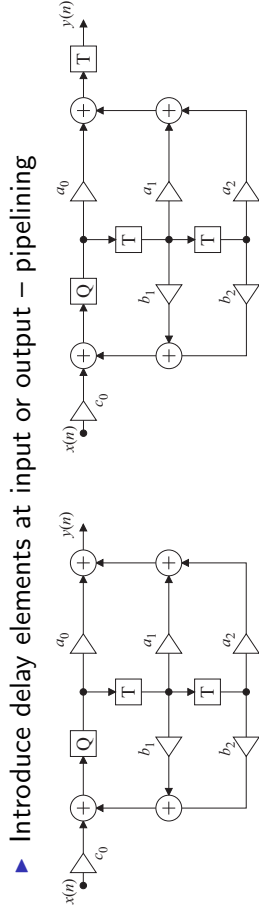 ▶ Introduce delay elements at input or output – pipelining
x(n) c₀ Q a₀ y(n)
T
b₁ a₁
T
b₂ a₂
x(n) c₀ Q a₀ T y(n)
T
b₁ a₁
T
b₂ a₂